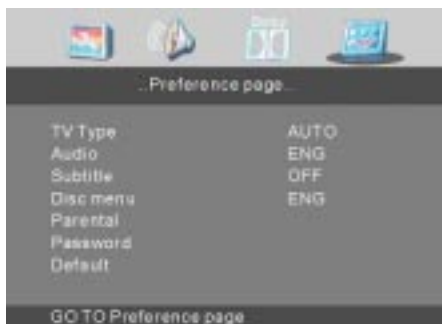 Dolby
..Preference page..
TV Type AUTO
Audio ENG
Subtitle OFF
Disc menu ENG
Parental
Password
Default
GO TO Preference page